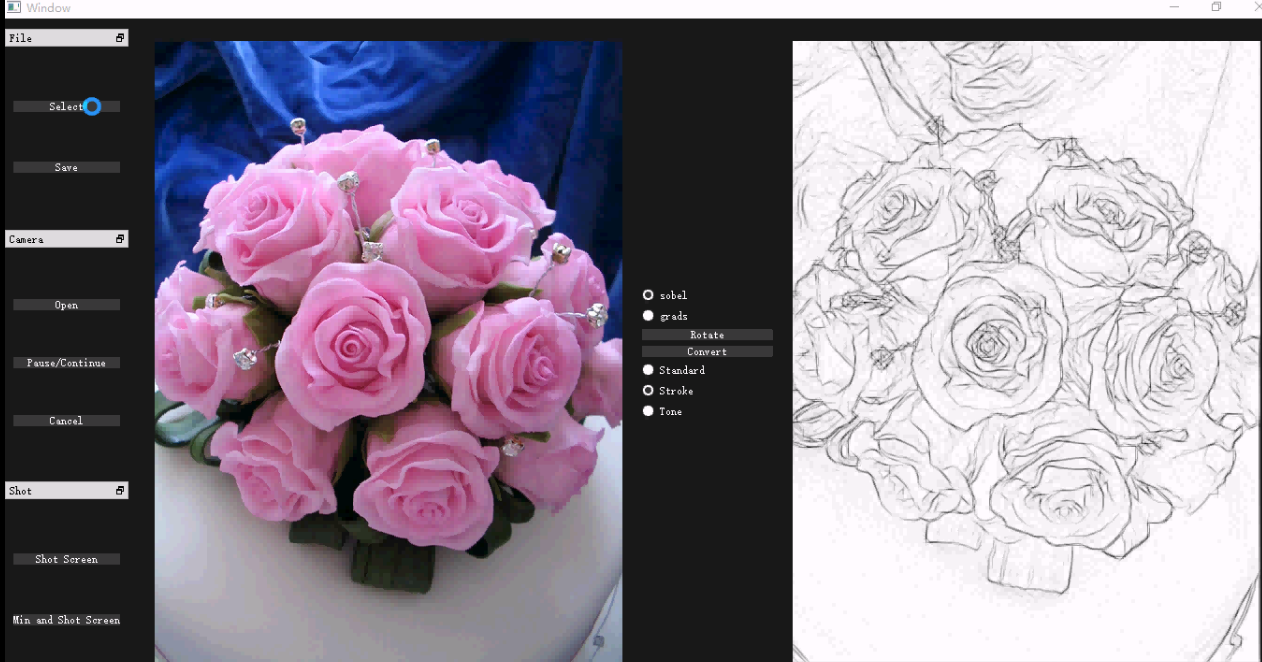 Window
File
Select
Save
Camera
Open
Pause/Continue
Cancel
Shot
Shot Screen
Min and Shot Screen
sobel
grads
Rotate
Convert
Standard
Stroke
Tone